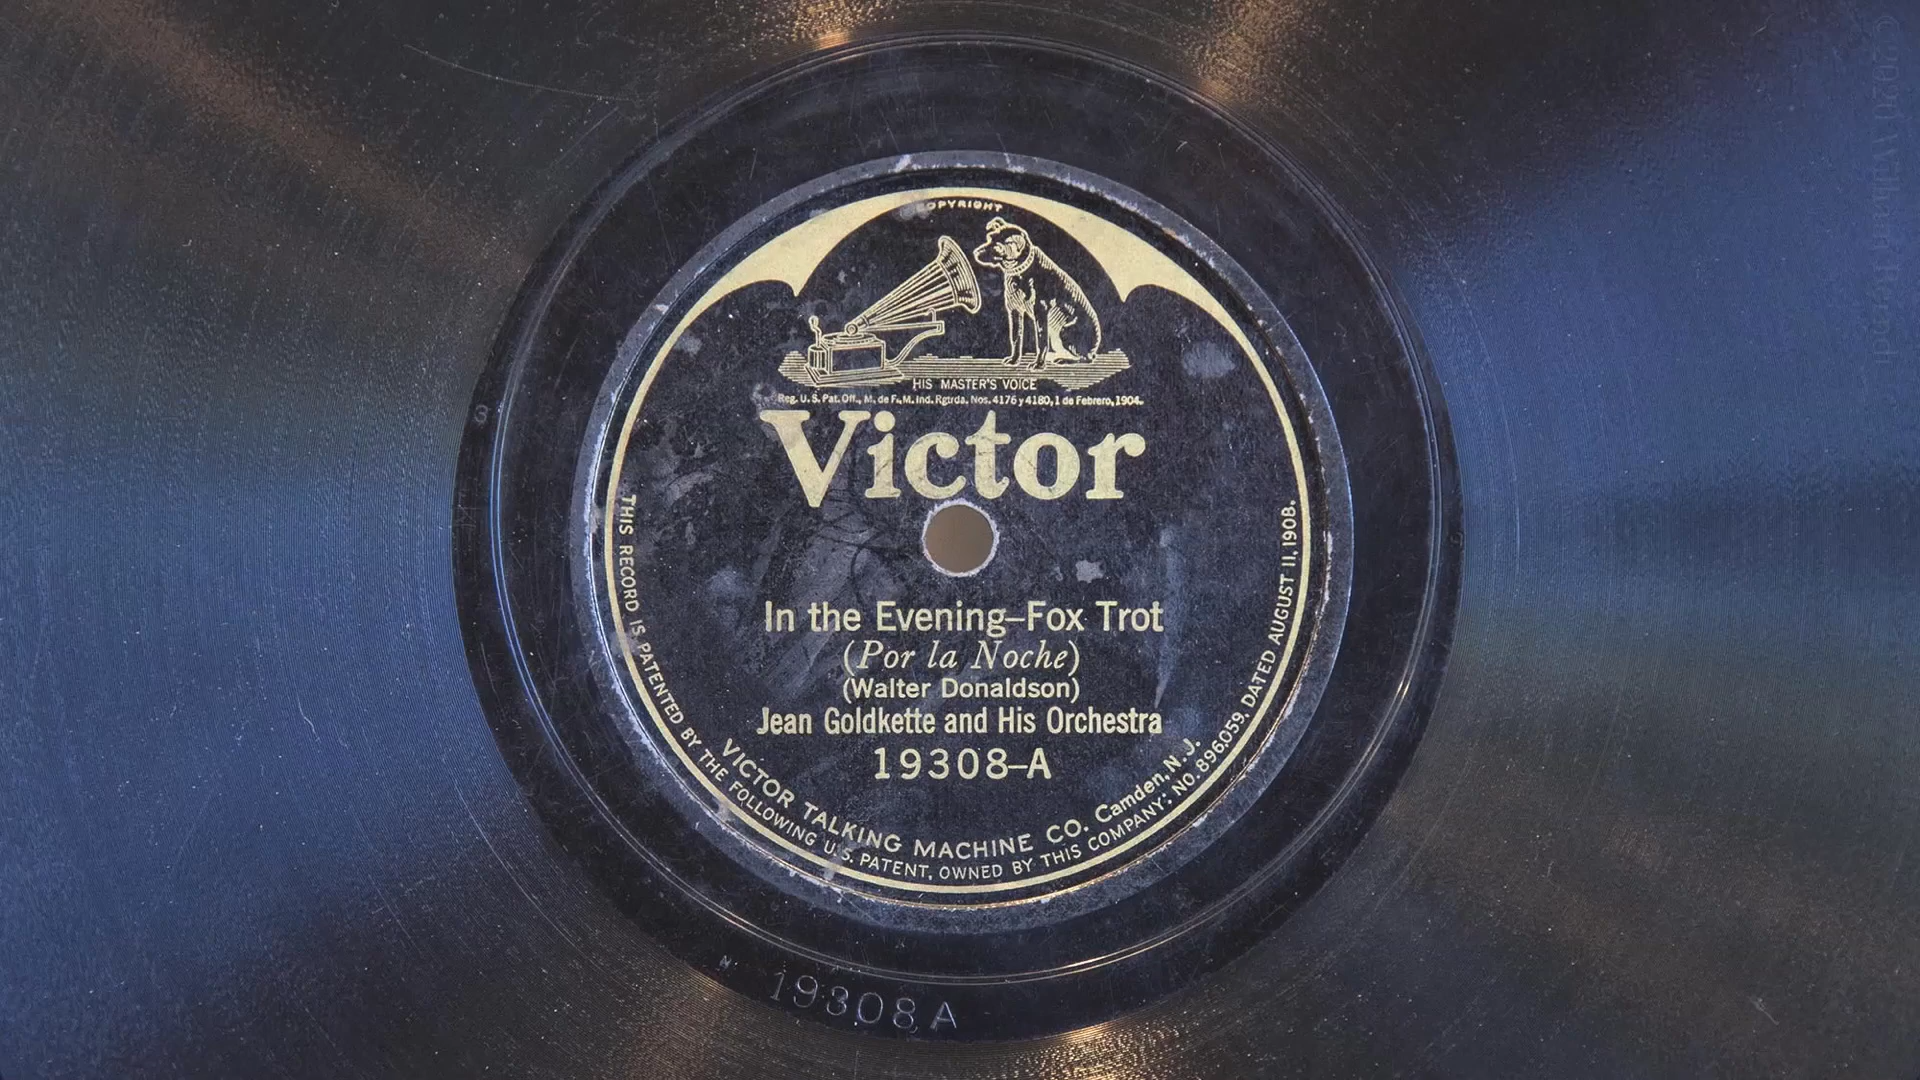 COPYRIGHT
HIS MASTER'S VOICE
Reg. U. S. Pat. Off., M. de F., M. Ind. Rgtrda. Nos. 4176 y 4180, 1 de Febrero, 1904.
Victor
In the Evening–Fox Trot
(Por la Noche)
(Walter Donaldson)
Jean Goldkette and His Orchestra
19308–A
VICTOR TALKING MACHINE CO. Camden, N. J.
THIS RECORD IS PATENTED BY THE FOLLOWING U.S. PATENT, OWNED BY THIS COMPANY: NO. 896,059, DATED AUGUST 11, 1908.
3
19308 A